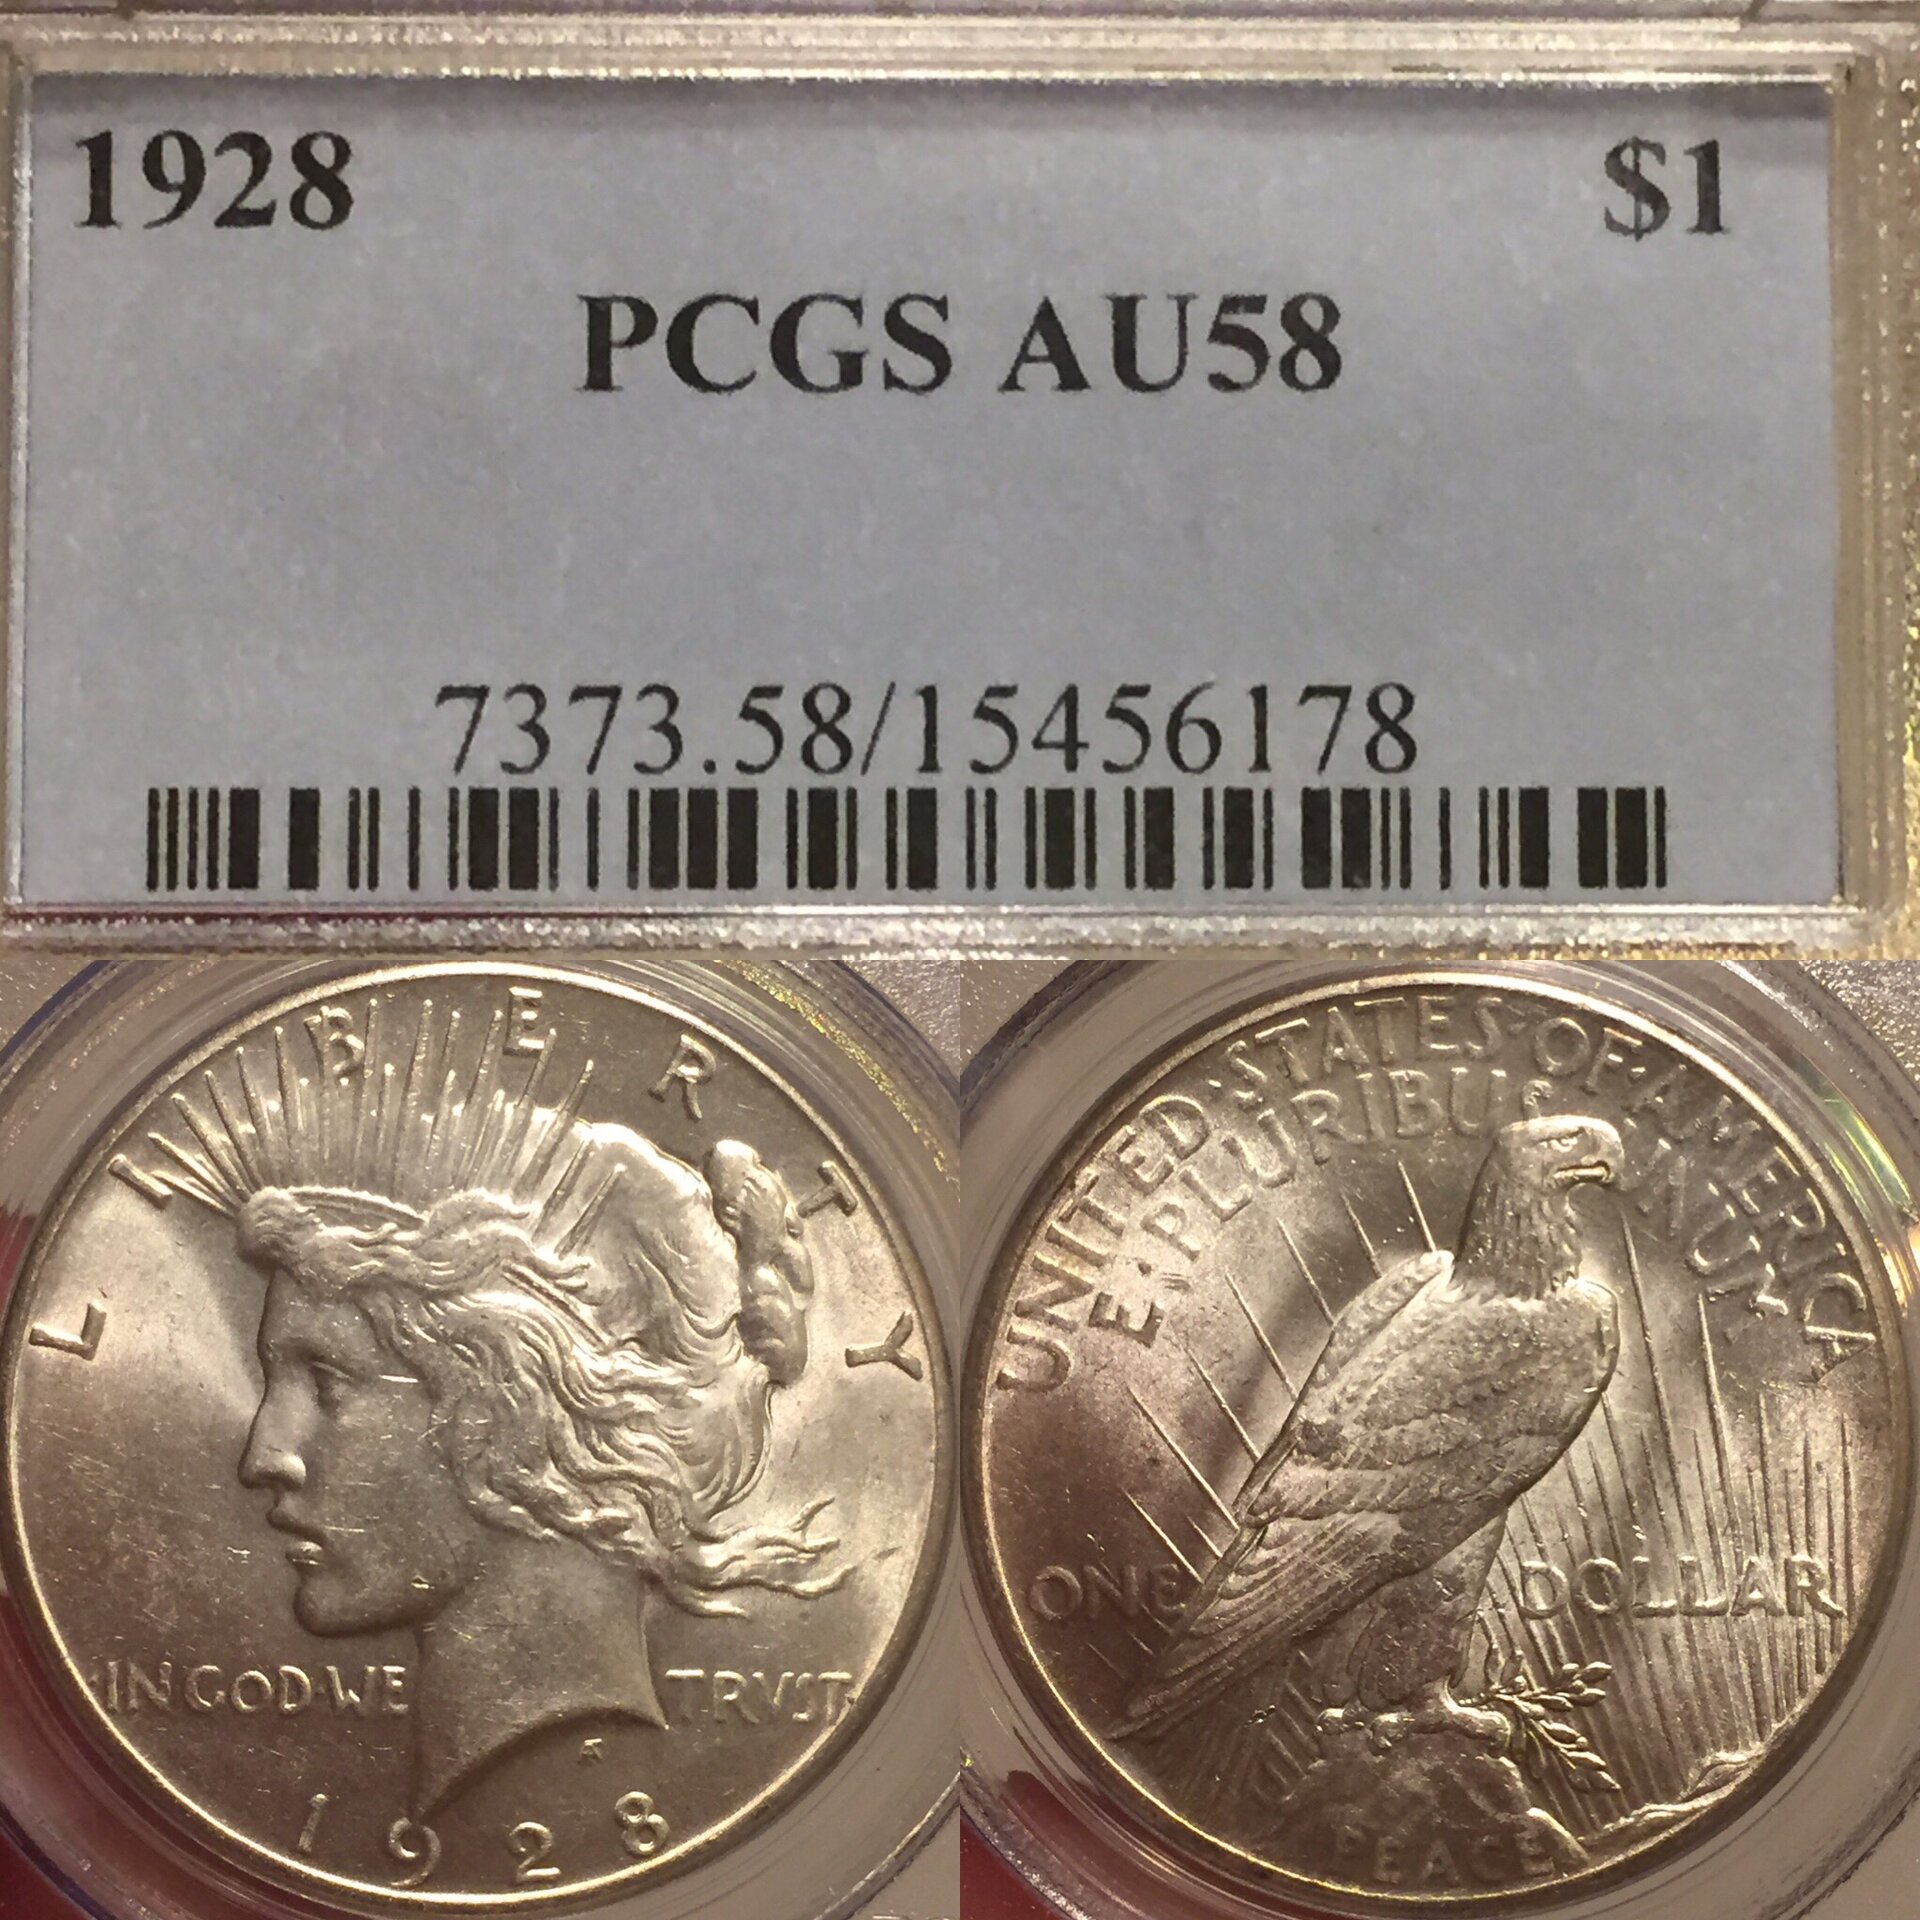 1928 $1
PCGS AU58
7373.58/15456178
LIBERTY
IN GOD·WE TRVST
1928
UNITED·STATES·OF·AMERICA
E·PLURIBUS UNUM
ONE DOLLAR
PEACE